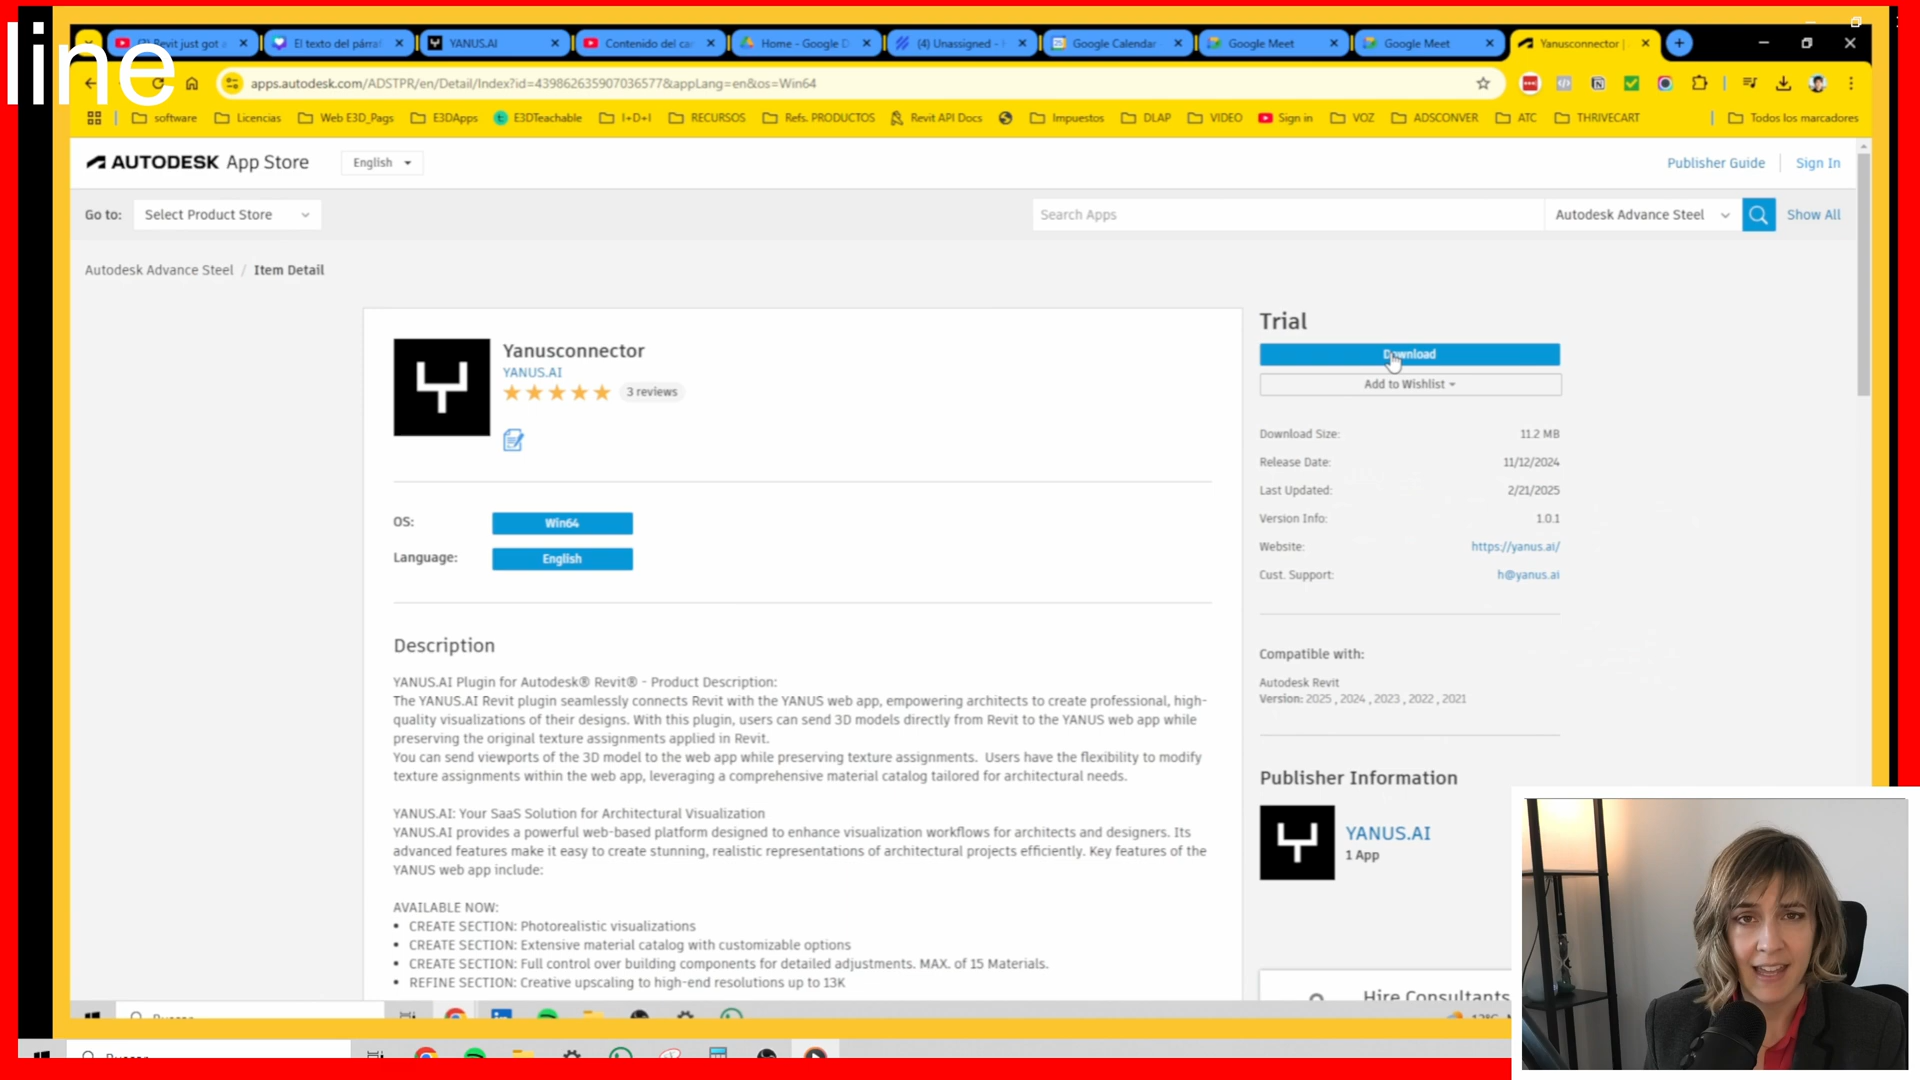 line
(2) Revit just got a
El texto del párraf
YANUS.AI
Contenido del ca
Home - Google D
(4) Unassigned -
Google Calendar
Google Meet
Google Meet
Yanusconnector |
apps.autodesk.com/ADSTPR/en/Detail/Index?id=439862635907036577&appLang=en&os=Win64
software
Licencias
Web E3D_Pags
E3DApps
E3DTeachable
I+D+I
RECURSOS
Refs. PRODUCTOS
Revit API Docs
Impuestos
DLAP
VIDEO
Sign in
VOZ
ADSCONVER
ATC
THRIVECART
Todos los marcadores
AUTODESK App Store
English
Publisher Guide
Sign In
Go to:
Select Product Store
Search Apps
Autodesk Advance Steel
Show All
Autodesk Advance Steel / Item Detail
Yanusconnector
YANUS.AI
3 reviews
OS:
Win64
Language:
English
Description
YANUS.AI Plugin for Autodesk® Revit® - Product Description:
The YANUS.AI Revit plugin seamlessly connects Revit with the YANUS web app, empowering architects to create professional, high-
quality visualizations of their designs. With this plugin, users can send 3D models directly from Revit to the YANUS web app while
preserving the original texture assignments applied in Revit.
You can send viewports of the 3D model to the web app while preserving texture assignments. Users have the flexibility to modify
texture assignments within the web app, leveraging a comprehensive material catalog tailored for architectural needs.
YANUS.AI: Your SaaS Solution for Architectural Visualization
YANUS.AI provides a powerful web-based platform designed to enhance visualization workflows for architects and designers. Its
advanced features make it easy to create stunning, realistic representations of architectural projects efficiently. Key features of the
YANUS web app include:
AVAILABLE NOW:
• CREATE SECTION: Photorealistic visualizations
• CREATE SECTION: Extensive material catalog with customizable options
• CREATE SECTION: Full control over building components for detailed adjustments. MAX. of 15 Materials.
• REFINE SECTION: Creative upscaling to high-end resolutions up to 13K
Trial
Download
Add to Wishlist
Download Size: 11.2 MB
Release Date: 11/12/2024
Last Updated: 2/21/2025
Version Info: 1.0.1
Website: https://yanus.ai/
Cust. Support: h@yanus.ai
Compatible with:
Autodesk Revit
Version: 2025 , 2024 , 2023 , 2022 , 2021
Publisher Information
YANUS.AI
1 App
Hire Consultants
Buscar